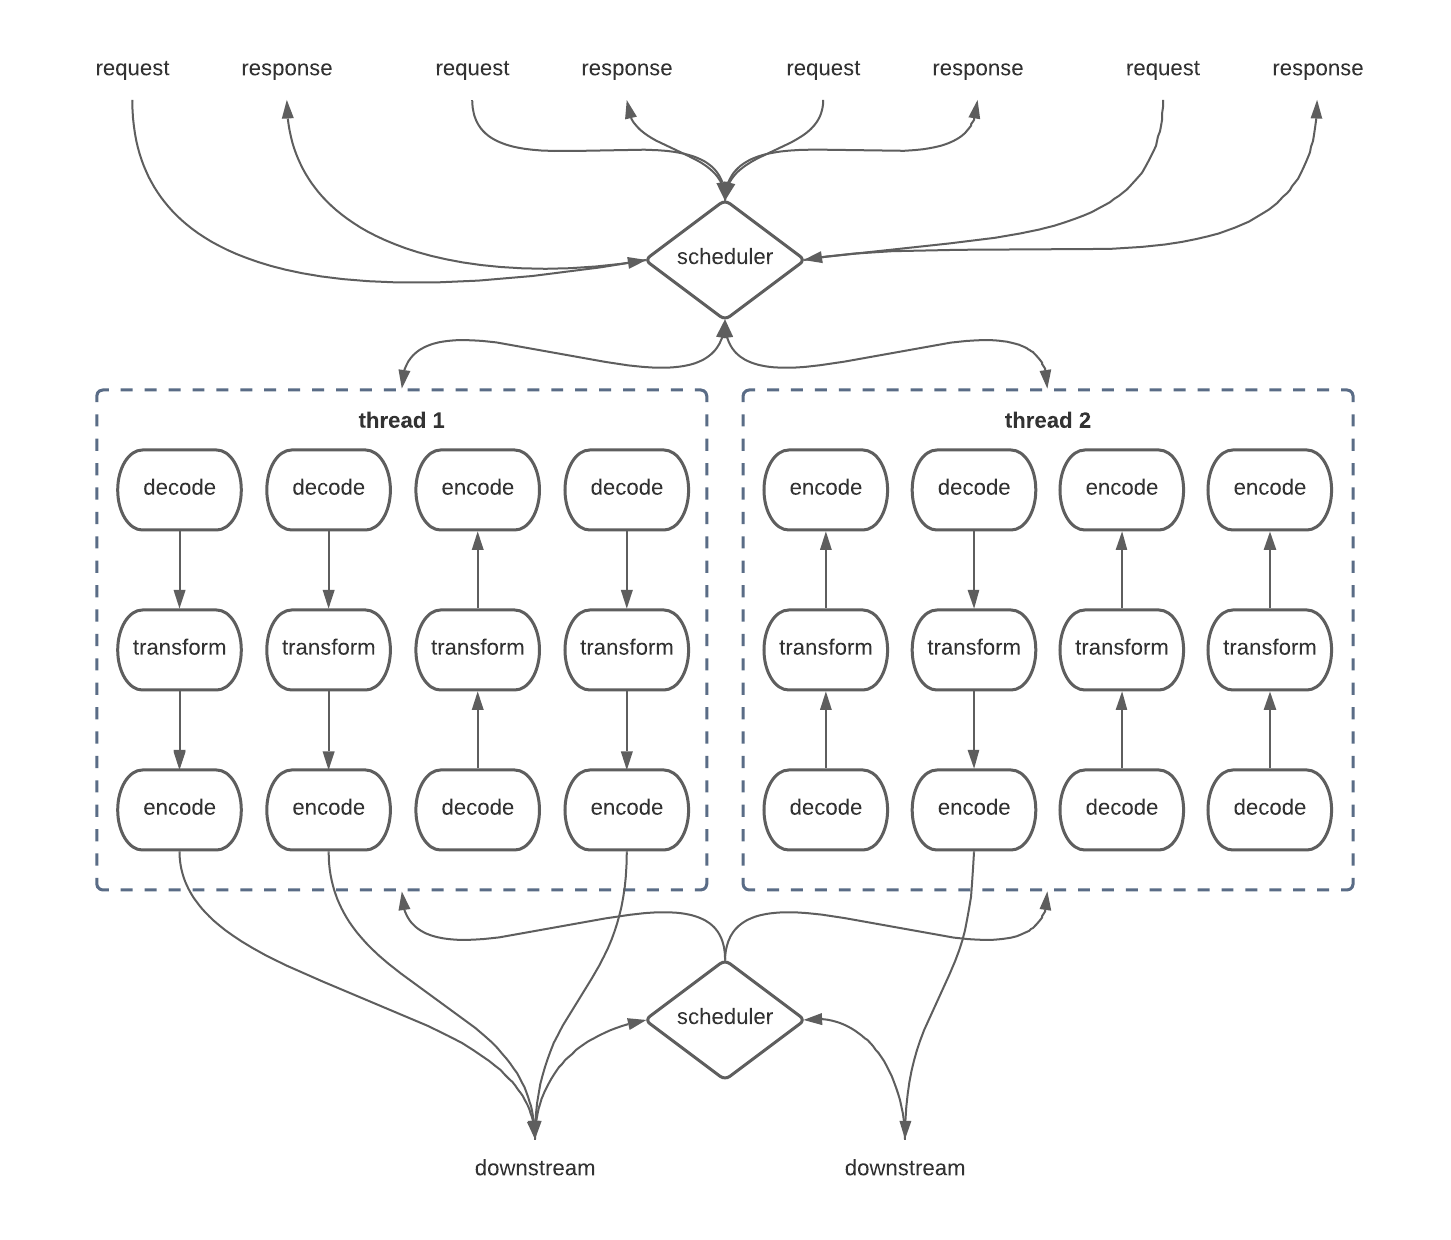 request response request response request response request response
scheduler
thread 1 thread 2
decode decode encode decode encode decode encode encode
transform transform transform transform transform transform transform transform
encode encode decode encode decode encode decode decode
scheduler
downstream downstream